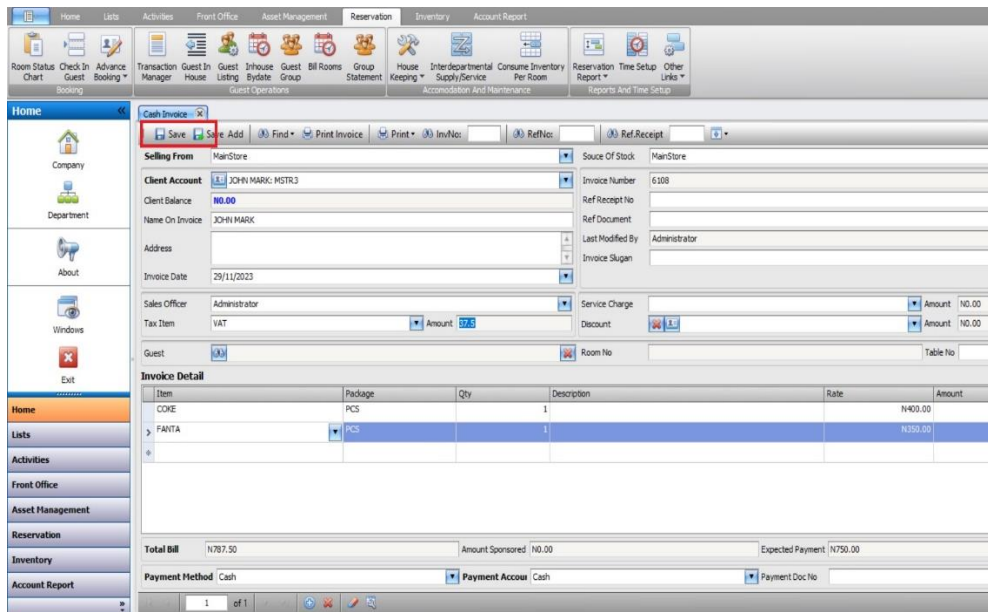 Home Lists Activities Front Office Asset Management Reservation Inventory Account Report
Room Status Chart
Check In Guest
Advance Booking
Transaction Manager
Guest In House
Guest Listing
Inhouse Bydate
Guest Group
Bill Rooms
Group Statement
House Keeping
Interdepartmental Supply/Service
Consume Inventory Per Room
Reservation Report
Time Setup
Other Links
Booking Guest Operations Accomodation And Maintenance Reports And Time Setup
Home «
Company
Department
About
Windows
Exit
Home
Lists
Activities
Front Office
Asset Management
Reservation
Inventory
Account Report
»
Cash Invoice
Save Save Add Find Print Invoice Print InvNo: RefNo: Ref.Receipt
Selling From MainStore Souce Of Stock MainStore
Client Account JOHN MARK: MSTR3 Invoice Number 6108
Client Balance N0.00 Ref Receipt No
Name On Invoice JOHN MARK Ref Document
Address Last Modified By Administrator
Invoice Slugan
Invoice Date 29/11/2023
Sales Officer Administrator Service Charge Amount N0.00
Tax Item VAT Amount 37.5 Discount Amount N0.00
Guest Room No Table No
Invoice Detail
Item Package Qty Description Rate Amount
COKE PCS 1 N400.00
FANTA PCS 1 N350.00
Total Bill N787.50 Amount Sponsored N0.00 Expected Payment N750.00
Payment Method Cash Payment Accour Cash Payment Doc No
1 of 1